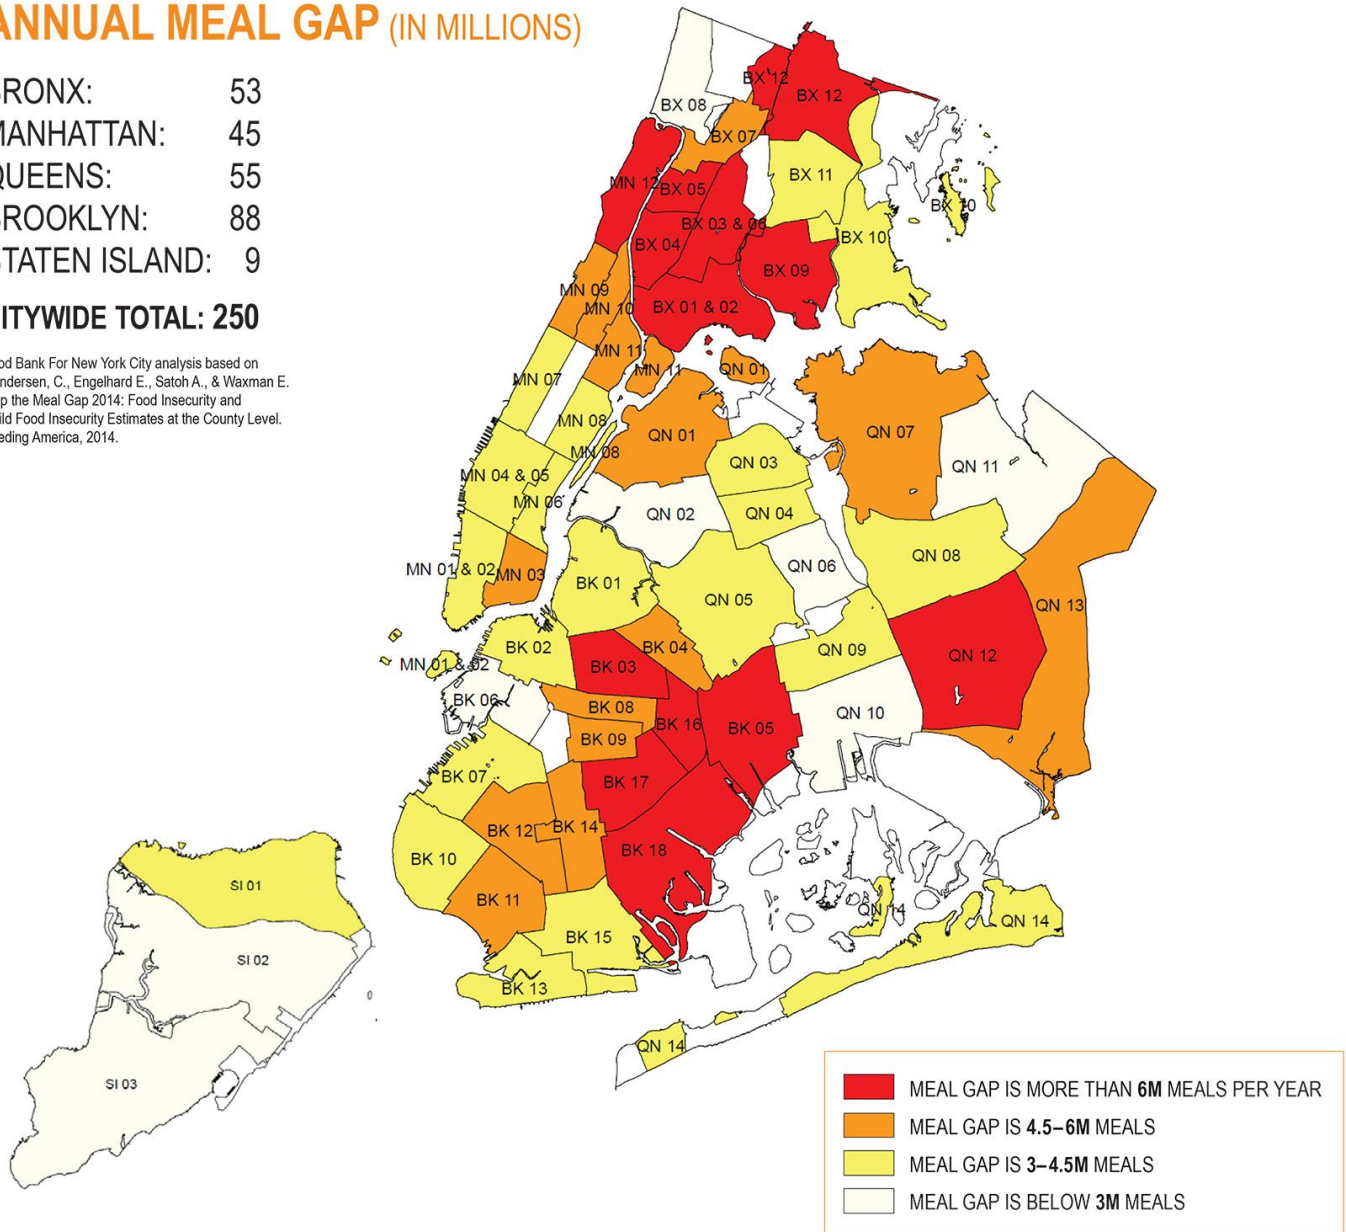 ANNUAL MEAL GAP (IN MILLIONS)
RONX: 53
MANHATTAN: 45
QUEENS: 55
BROOKLYN: 88
STATEN ISLAND: 9
ITYWIDE TOTAL: 250
od Bank For New York City analysis based on
ndersen, C., Engelhard E., Satoh A., & Waxman E.
p the Meal Gap 2014: Food Insecurity and
ild Food Insecurity Estimates at the County Level.
eding America, 2014.
BX 12
BX 12
BX 08
BX 07
BX 11
MN 12
BX 05
BX 10
BX 03 & 06
BX 10
BX 04
BX 09
MN 09
MN 10
BX 01 & 02
MN 11
MN 11
QN 01
MN 07
MN 08
QN 01
QN 07
MN 08
QN 03
QN 11
MN 04 & 05
MN 06
QN 02
QN 04
QN 08
MN 01 & 02
MN 03
BK 01
QN 06
QN 05
QN 13
BK 02
BK 04
QN 09
QN 12
MN 01 & 02
BK 03
BK 06
BK 08
QN 10
BK 16
BK 05
BK 09
BK 07
BK 17
BK 12
BK 14
BK 10
BK 18
SI 01
BK 11
QN 14
QN 14
BK 15
SI 02
BK 13
QN 14
SI 03
MEAL GAP IS MORE THAN 6M MEALS PER YEAR
MEAL GAP IS 4.5–6M MEALS
MEAL GAP IS 3–4.5M MEALS
MEAL GAP IS BELOW 3M MEALS